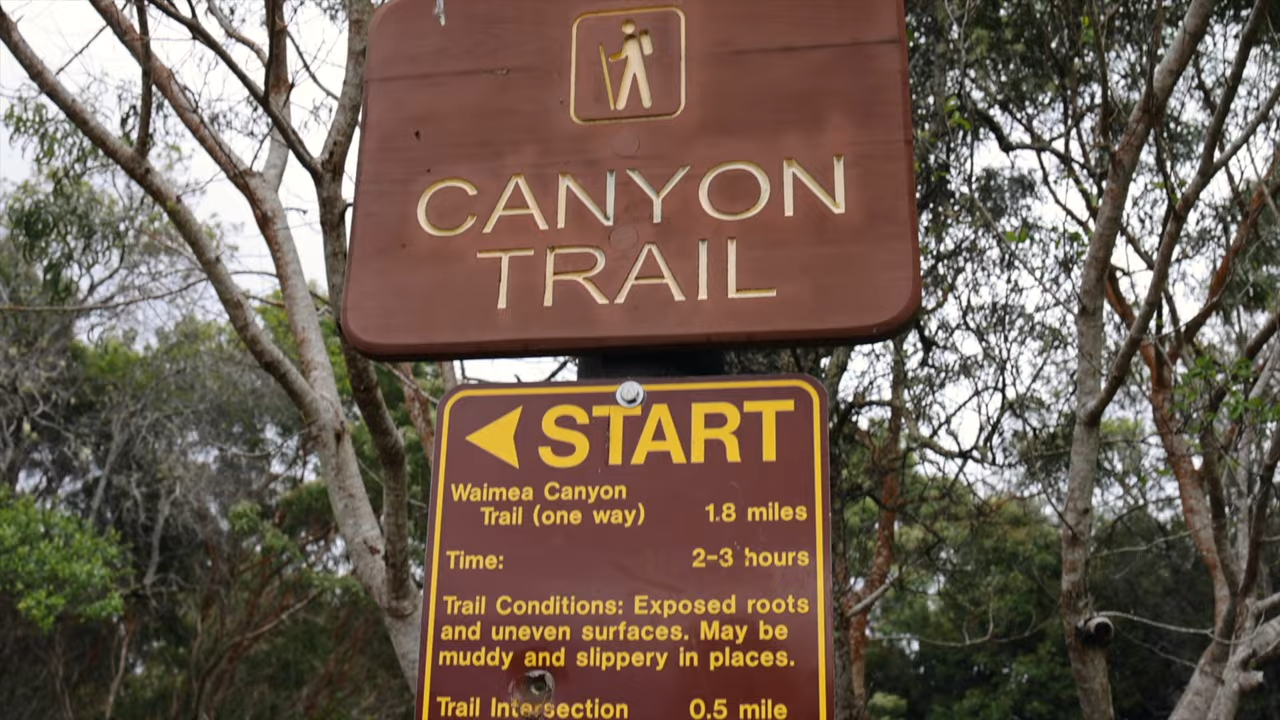 CANYON
TRAIL
START
Waimea Canyon
Trail (one way) 1.8 miles
Time: 2-3 hours
Trail Conditions: Exposed roots
and uneven surfaces. May be
muddy and slippery in places.
Trail Intersection 0.5 mile